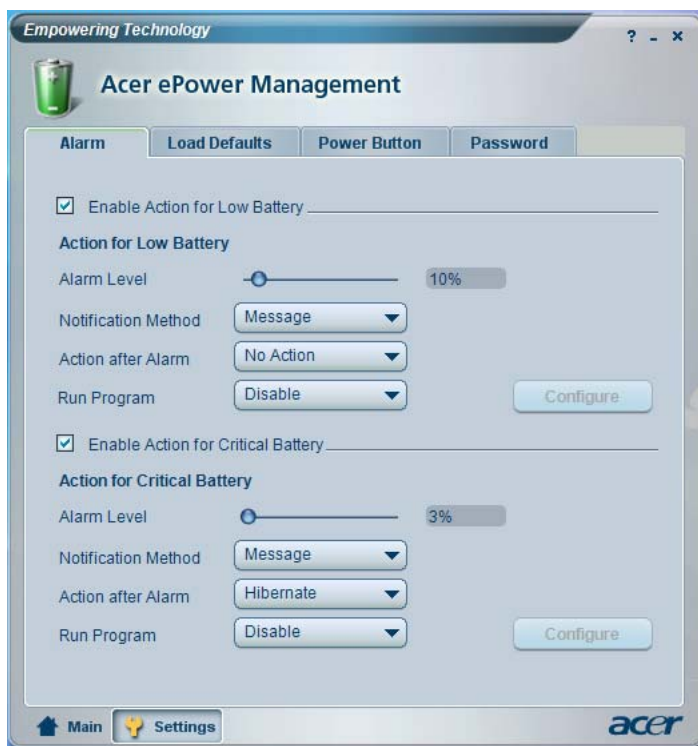 Empowering Technology
? - x
Acer ePower Management
Alarm Load Defaults Power Button Password
Enable Action for Low Battery
Action for Low Battery
Alarm Level 10%
Notification Method Message
Action after Alarm No Action
Run Program Disable Configure
Enable Action for Critical Battery
Action for Critical Battery
Alarm Level 3%
Notification Method Message
Action after Alarm Hibernate
Run Program Disable Configure
Main Settings acer